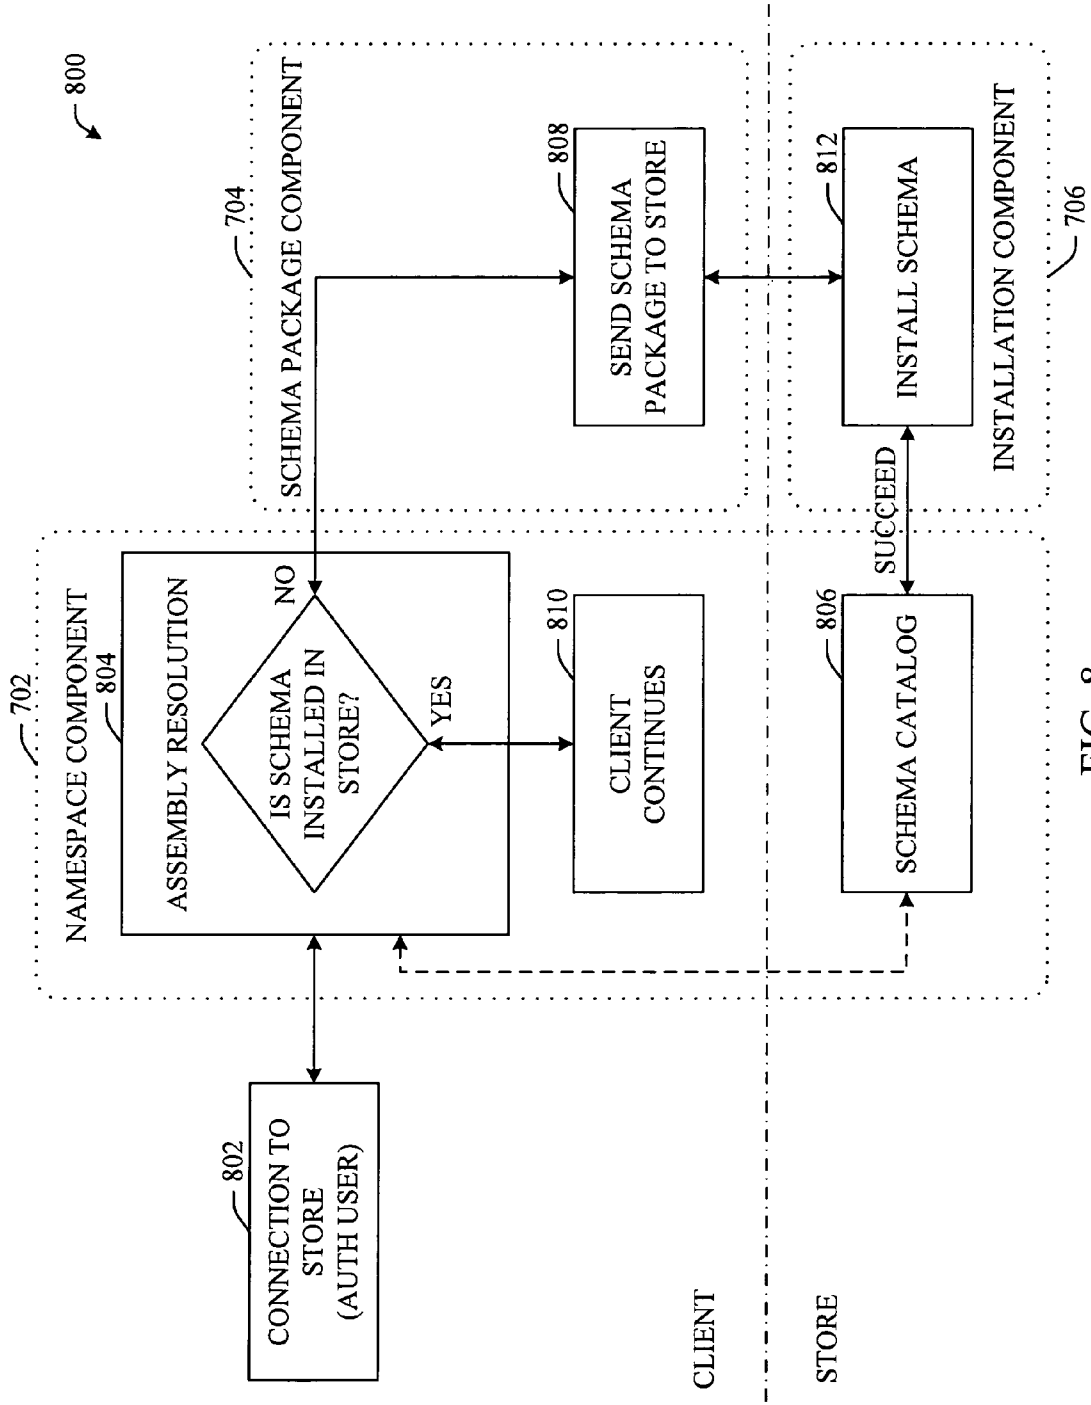 800
702
NAMESPACE COMPONENT
804
ASSEMBLY RESOLUTION
IS SCHEMA
INSTALLED IN
STORE?
NO
YES
704
SCHEMA PACKAGE COMPONENT
802
CONNECTION TO
STORE
(AUTH USER)
810
CLIENT
CONTINUES
808
SEND SCHEMA
PACKAGE TO STORE
CLIENT
STORE
806
SCHEMA CATALOG
SUCCEED
812
INSTALL SCHEMA
INSTALLATION COMPONENT
706